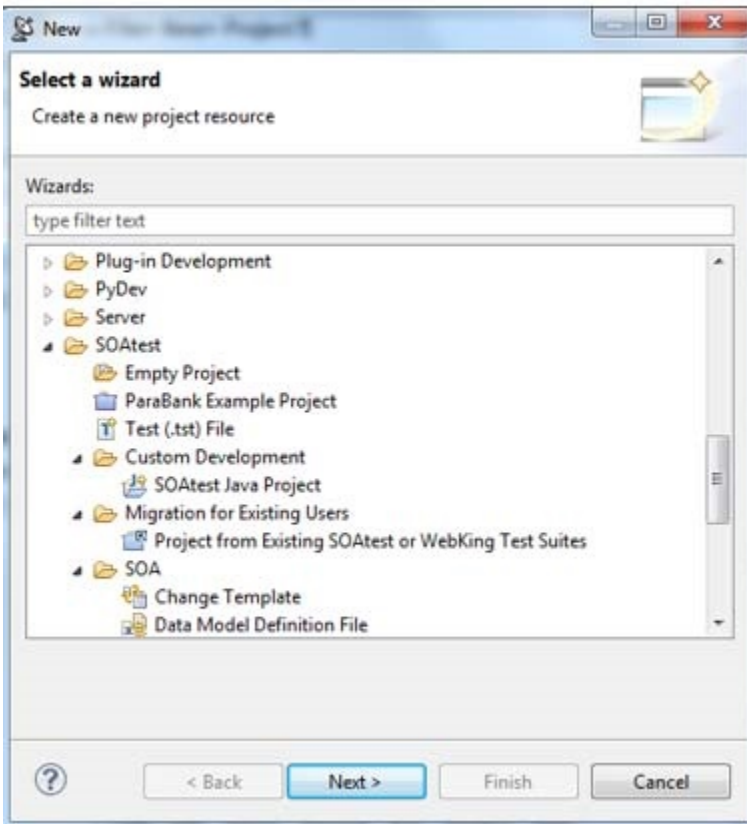 New
Select a wizard
Create a new project resource
Wizards:
type filter text
Plug-in Development
PyDev
Server
SOAtest
Empty Project
ParaBank Example Project
Test (.tst) File
Custom Development
SOAtest Java Project
Migration for Existing Users
Project from Existing SOAtest or WebKing Test Suites
SOA
Change Template
Data Model Definition File
< Back
Next >
Finish
Cancel